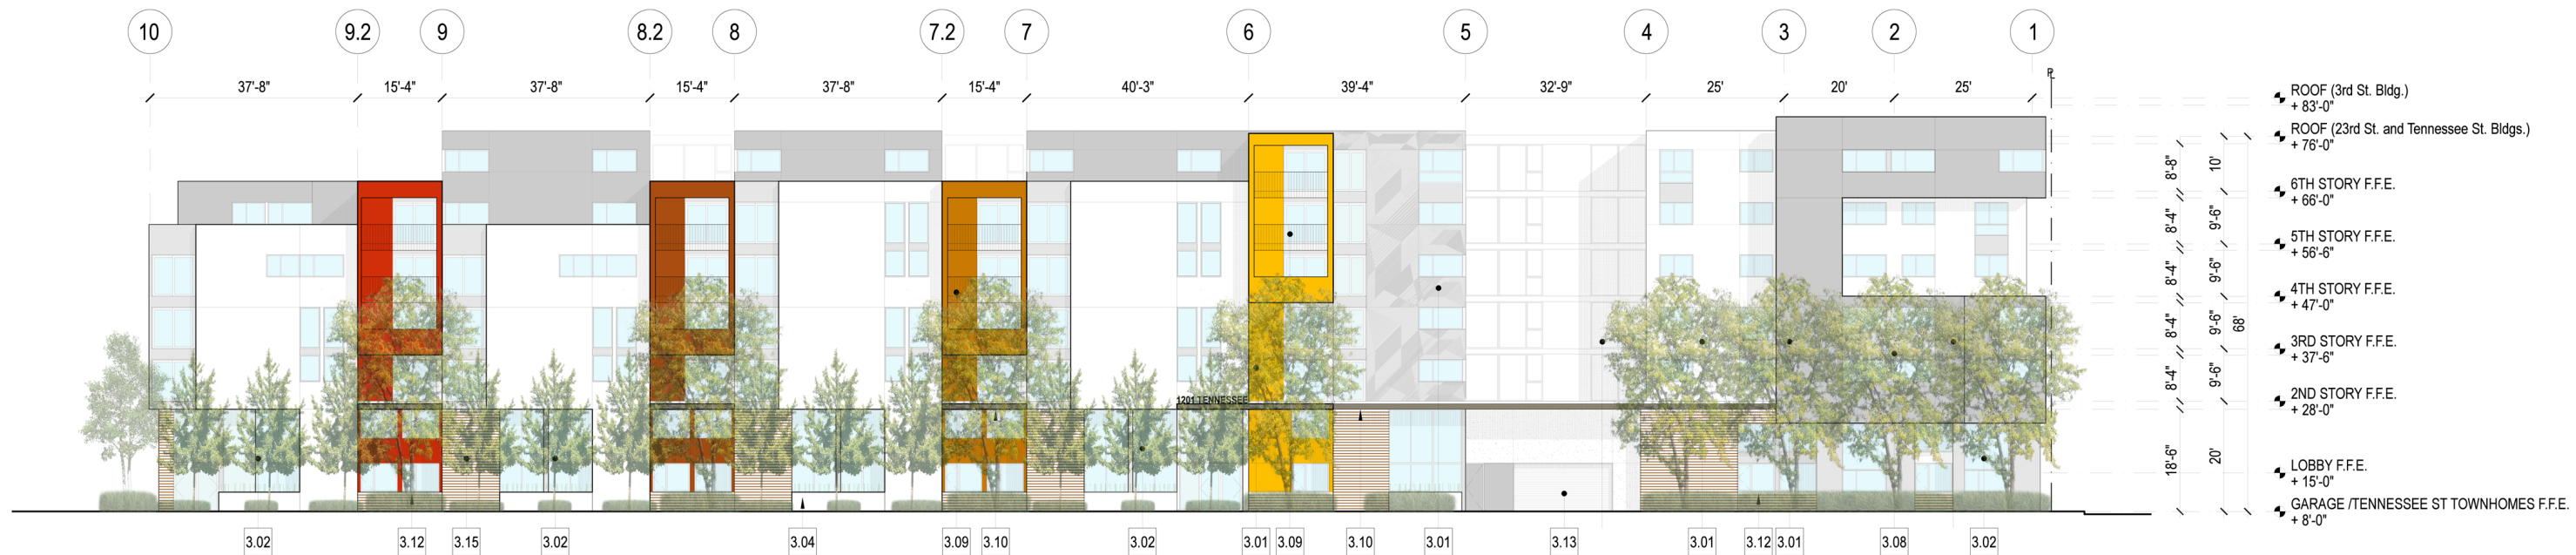 10 9.2 9 8.2 8 7.2 7 6 5 4 3 2 1
37'-8" 15'-4" 37'-8" 15'-4" 37'-8" 15'-4" 40'-3" 39'-4" 32'-9" 25' 20' 25'
PL
ROOF (3rd St. Bldg.)
+ 83'-0"
ROOF (23rd St. and Tennessee St. Bldgs.)
+ 76'-0"
8'-8" 10'
6TH STORY F.F.E.
+ 66'-0"
8'-4" 9'-6"
5TH STORY F.F.E.
+ 56'-6"
8'-4" 9'-6"
4TH STORY F.F.E.
+ 47'-0"
8'-4" 9'-6" 68'
3RD STORY F.F.E.
+ 37'-6"
8'-4" 9'-6"
2ND STORY F.F.E.
+ 28'-0"
1201 TENNESSEE
18'-6" 20'
LOBBY F.F.E.
+ 15'-0"
GARAGE /TENNESSEE ST TOWNHOMES F.F.E.
+ 8'-0"
3.02 3.12 3.15 3.02 3.04 3.09 3.10 3.02 3.01 3.09 3.10 3.01 3.13 3.01 3.12 3.01 3.08 3.02